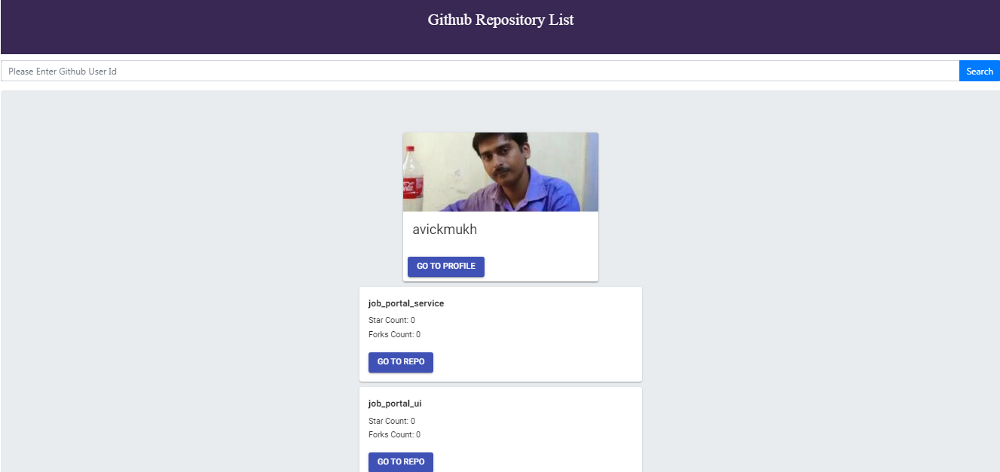 Github Repository List
Please Enter Github User Id
Search
avickmukh
GO TO PROFILE
job_portal_service
Star Count: 0
Forks Count: 0
GO TO REPO
job_portal_ui
Star Count: 0
Forks Count: 0
GO TO REPO